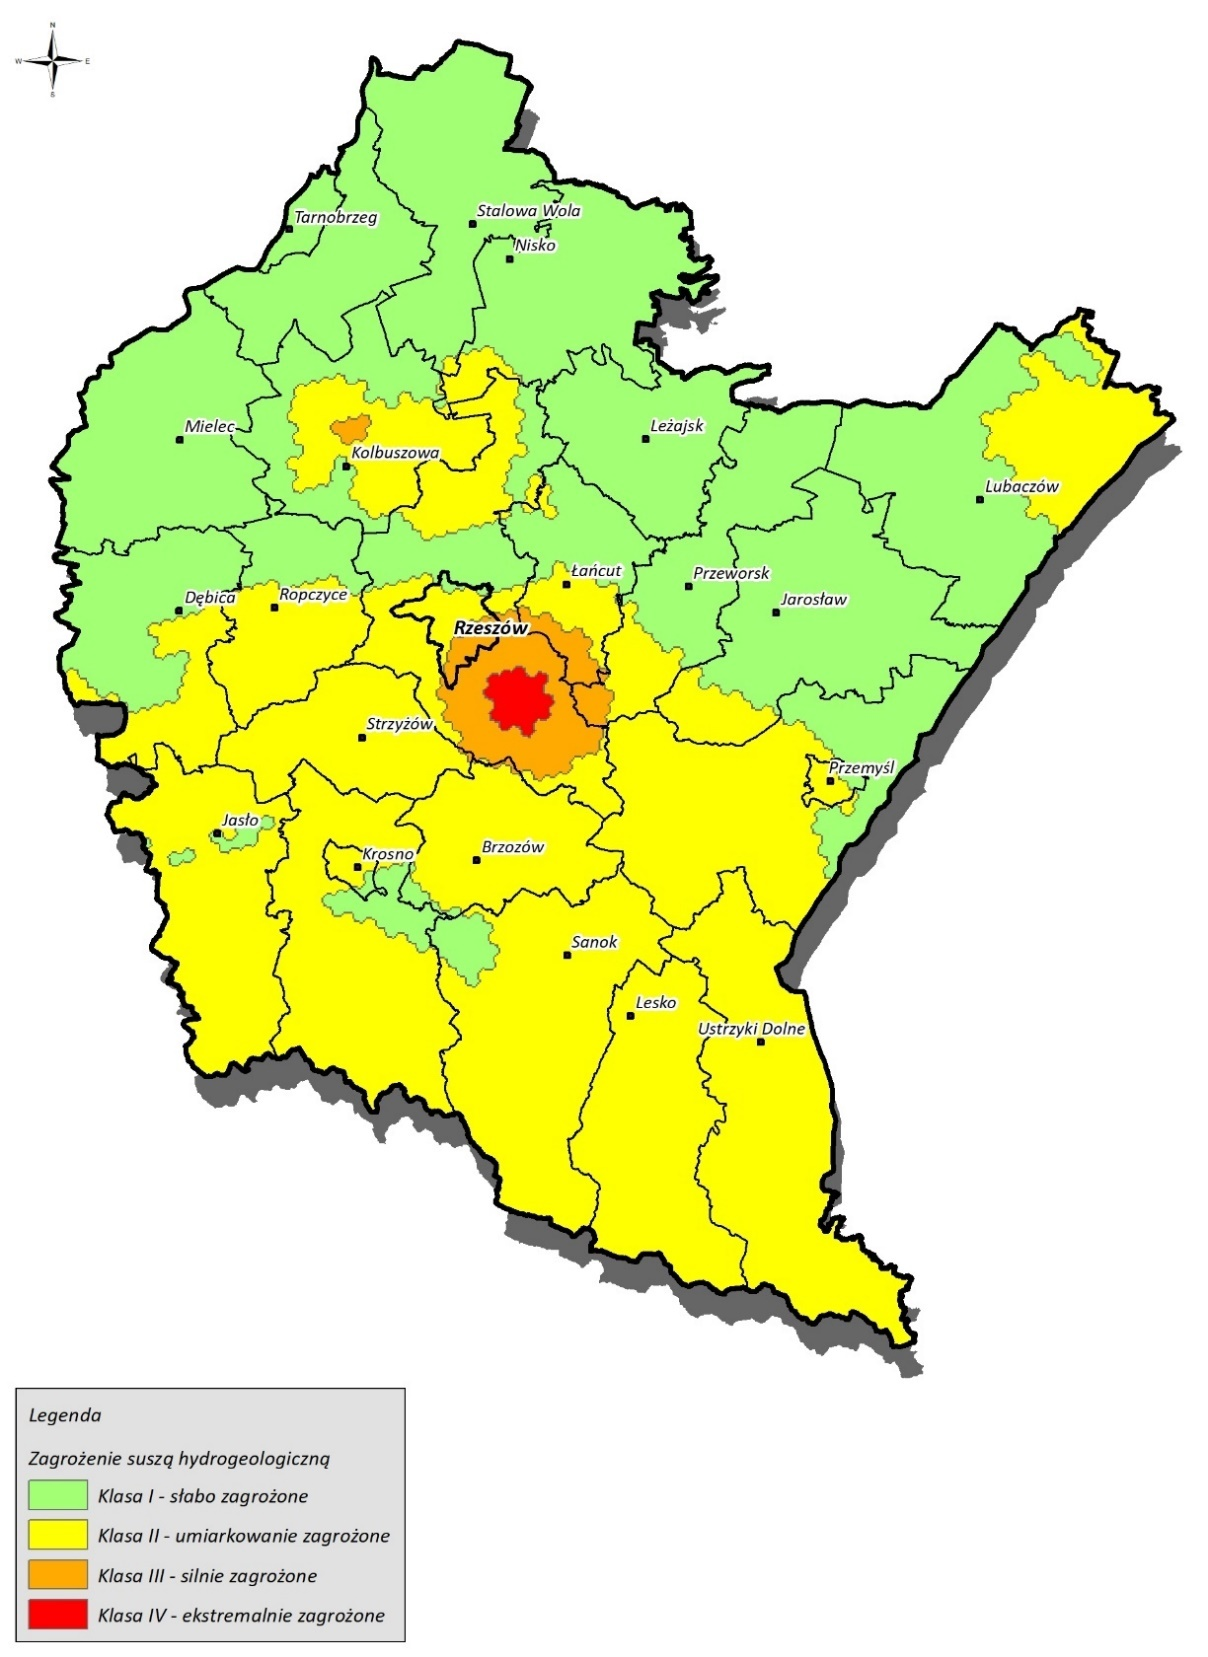 N
W E
S
Tarnobrzeg
Stalowa Wola
Nisko
Mielec
Leżajsk
Kolbuszowa
Lubaczów
Łańcut
Przeworsk
Dębica
Ropczyce
Jarosław
Rzeszów
Strzyżów
Przemyśl
Jasło
Brzozów
Krosno
Sanok
Lesko
Ustrzyki Dolne
Legenda
Zagrożenie suszą hydrogeologiczną
Klasa I - słabo zagrożone
Klasa II - umiarkowanie zagrożone
Klasa III - silnie zagrożone
Klasa IV - ekstremalnie zagrożone